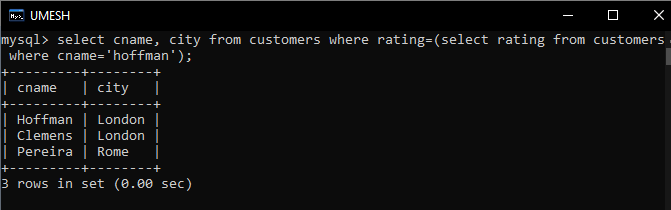 UMESH
mysql> select cname, city from customers where rating=(select rating from customers
 where cname='hoffman');
+---------+--------+
| cname   | city   |
+---------+--------+
| Hoffman | London |
| Clemens | London |
| Pereira | Rome   |
+---------+--------+
3 rows in set (0.00 sec)